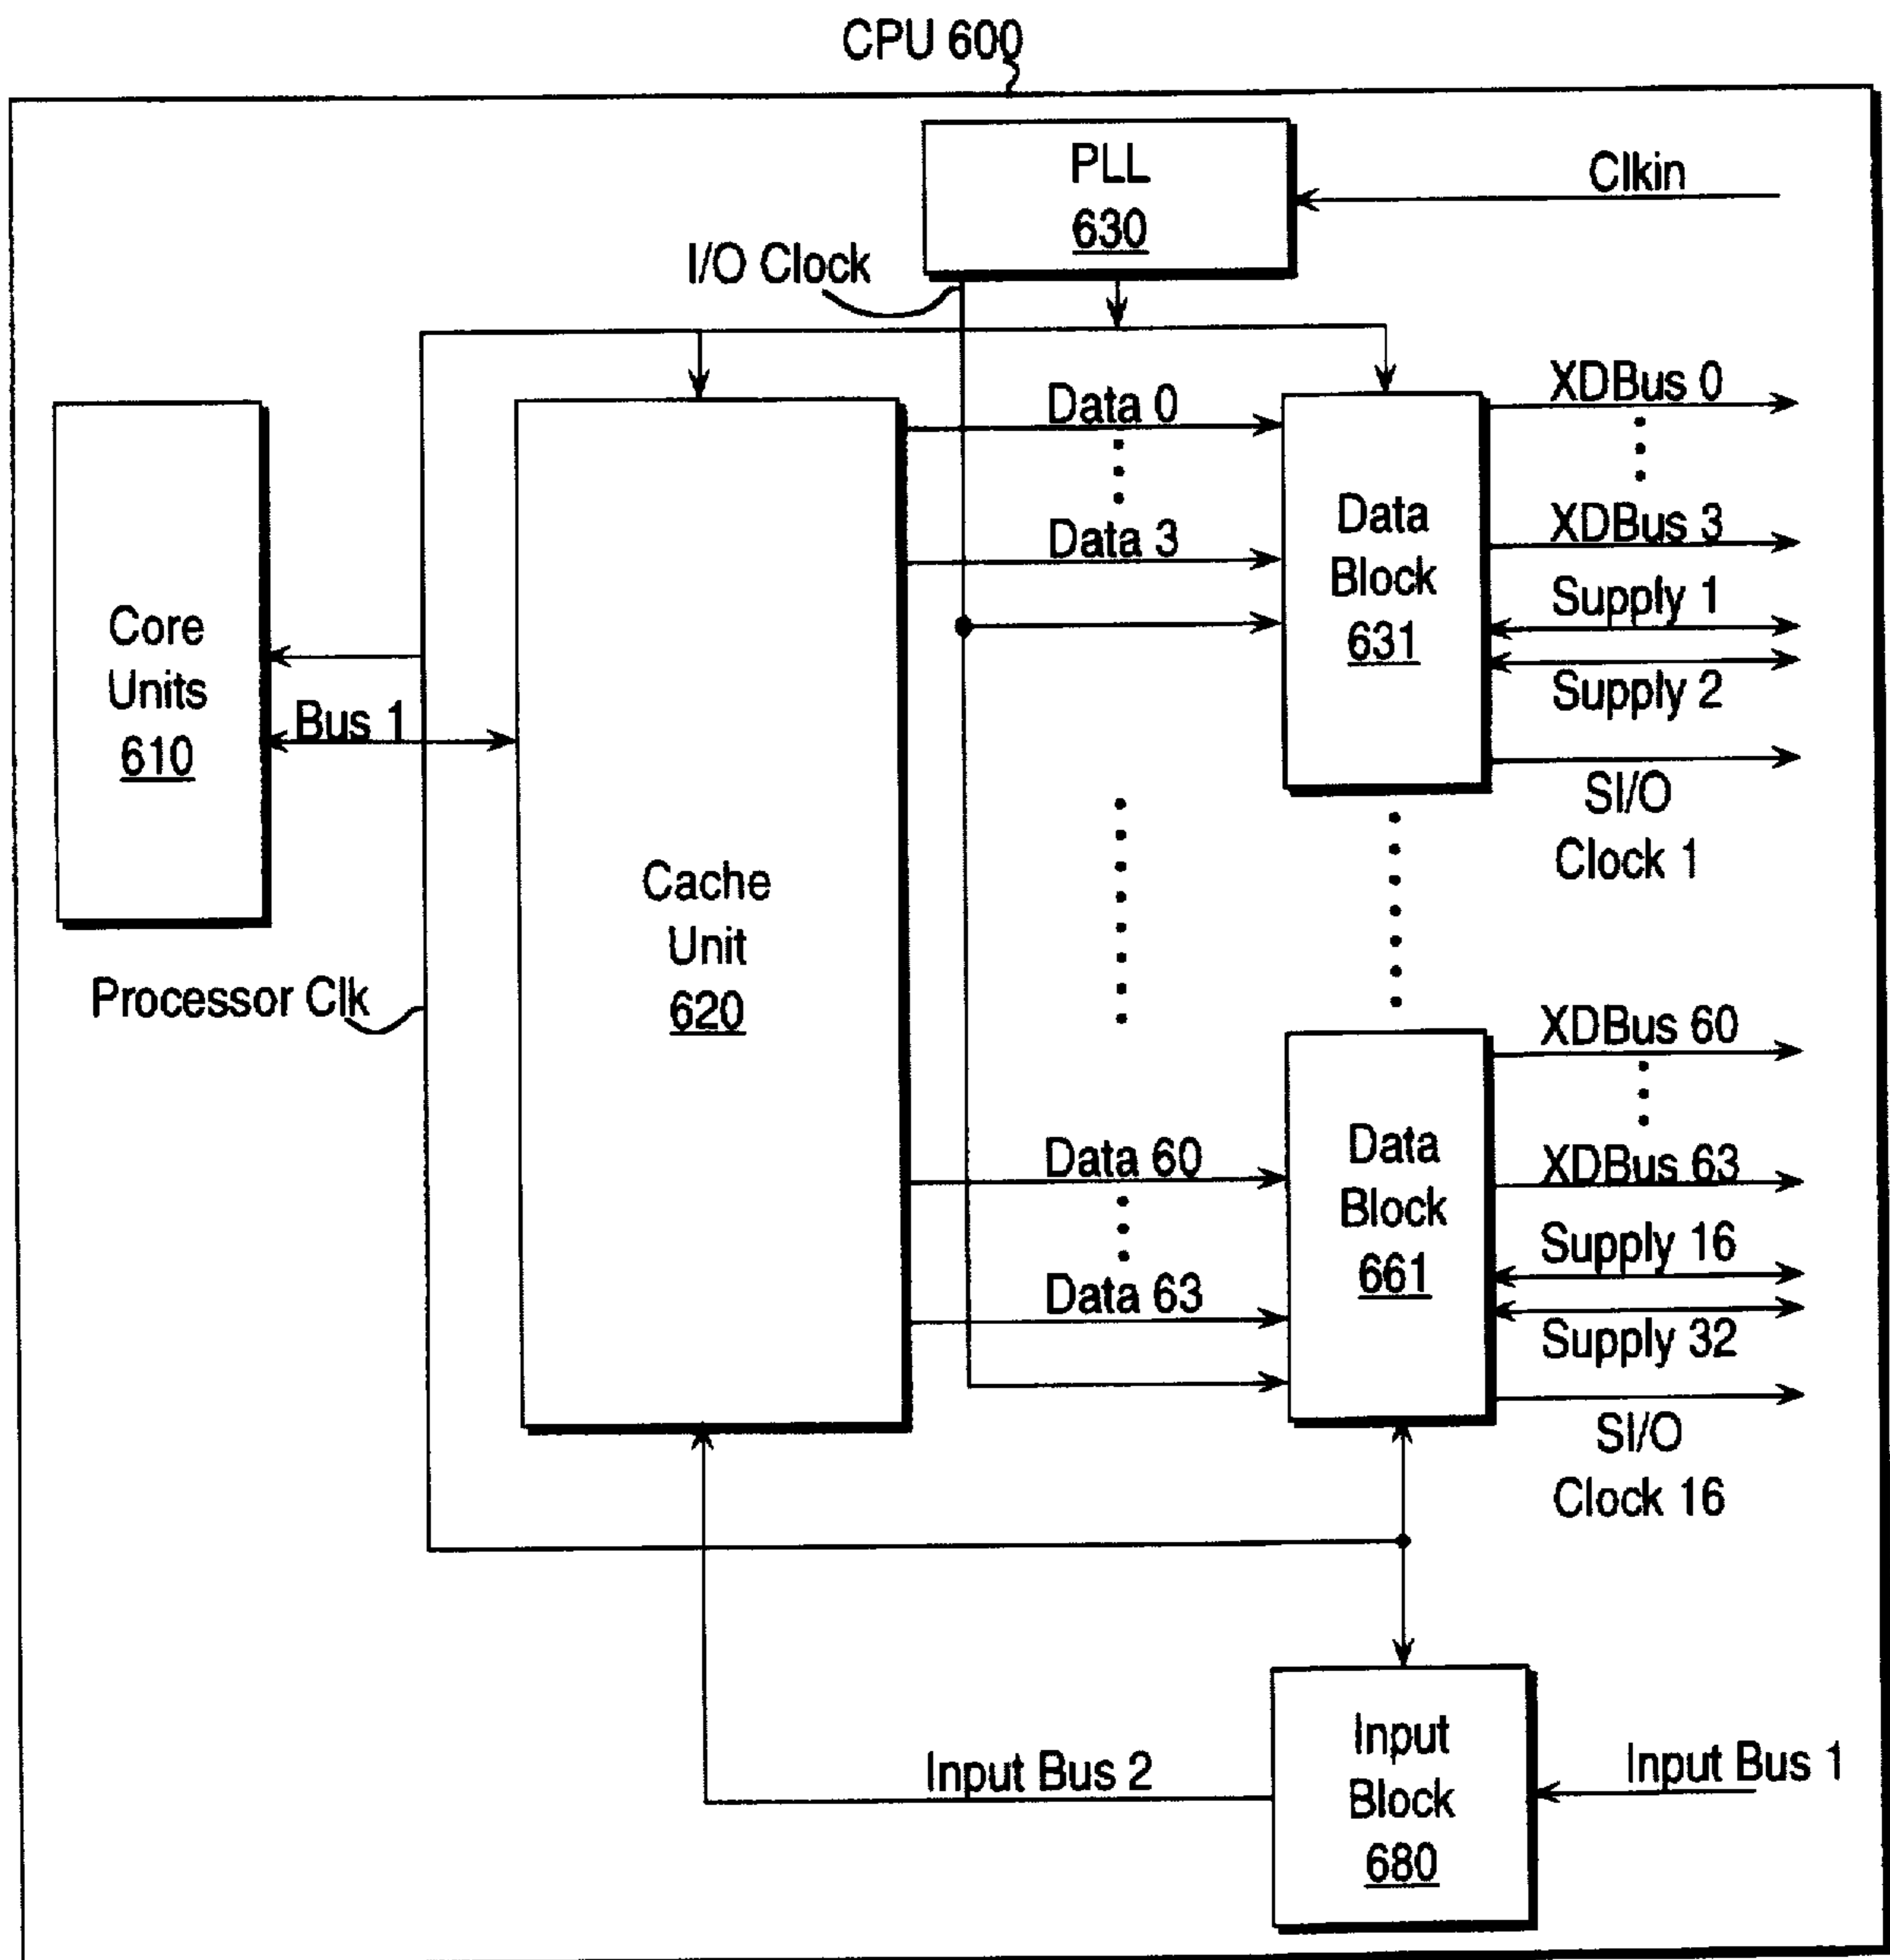 CPU 600
PLL
630
Clkin
I/O Clock
Data 0
XDBus 0
Data 3
Data
Block
631
XDBus 3
Supply 1
Supply 2
Core
Units
610
Bus 1
SI/O
Clock 1
Cache
Unit
620
Processor Clk
XDBus 60
Data 60
Data
Block
661
XDBus 63
Supply 16
Data 63
Supply 32
SI/O
Clock 16
Input Bus 2
Input
Block
680
Input Bus 1